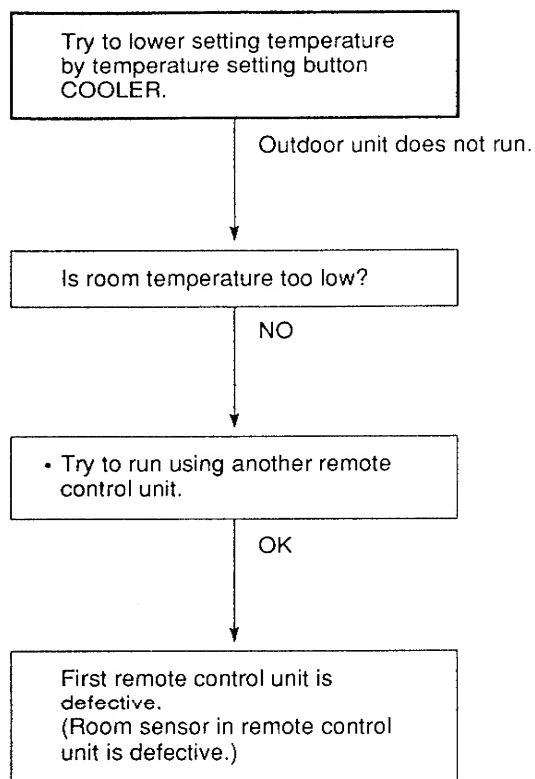 Try to lower setting temperature
by temperature setting button
COOLER.
Outdoor unit does not run.
Is room temperature too low?
NO
• Try to run using another remote
control unit.
OK
First remote control unit is
defective.
(Room sensor in remote control
unit is defective.)